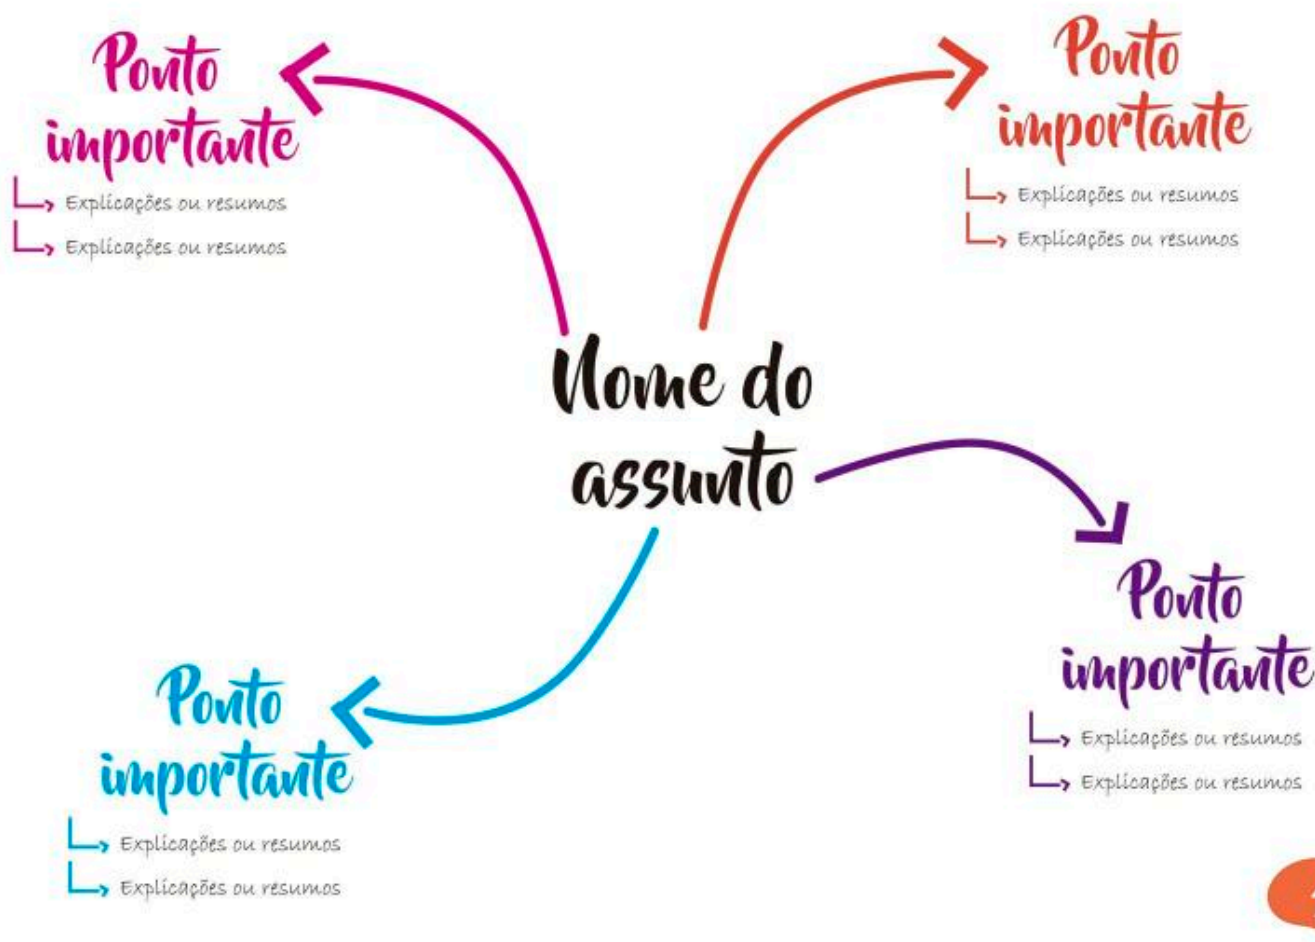 Ponto
importante
Explicações ou resumos
Explicações ou resumos
Ponto
importante
Explicações ou resumos
Explicações ou resumos
Nome do
assunto
Ponto
importante
Explicações ou resumos
Explicações ou resumos
Ponto
importante
Explicações ou resumos
Explicações ou resumos